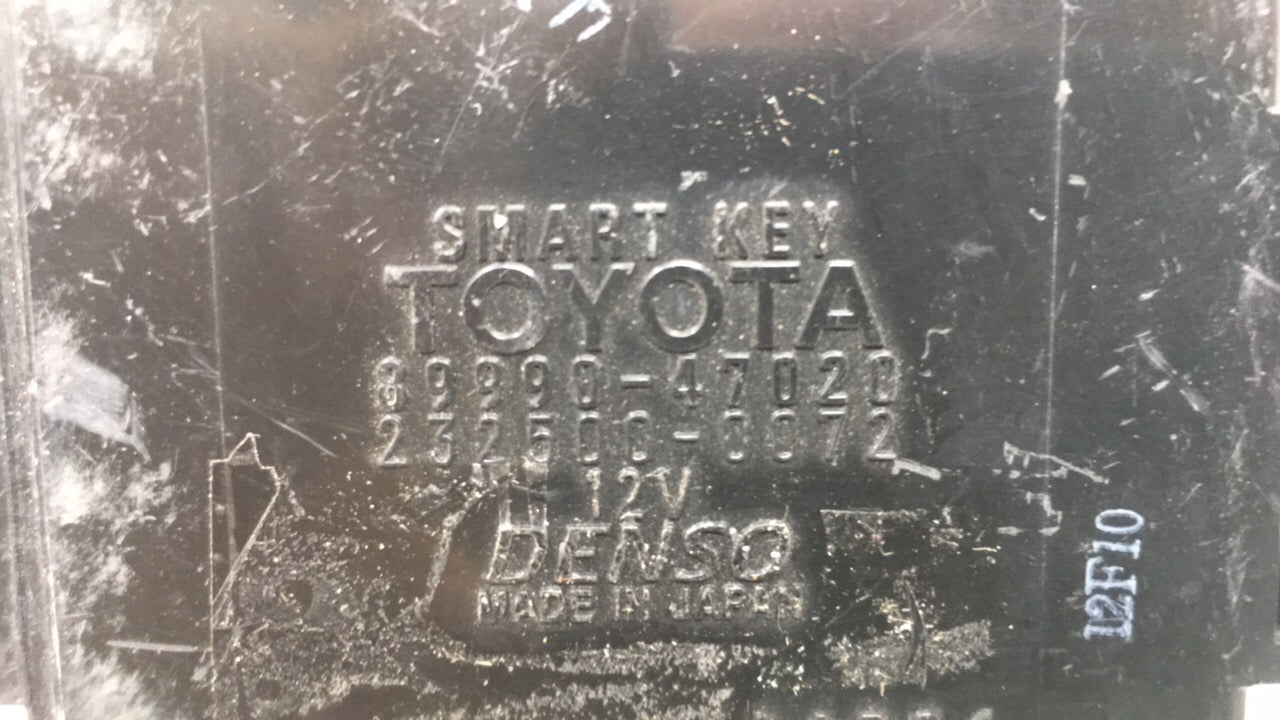 SMART KEY
TOYOTA
89990-47020
232500-0072
12V
DENSO
MADE IN JAPAN
12F10